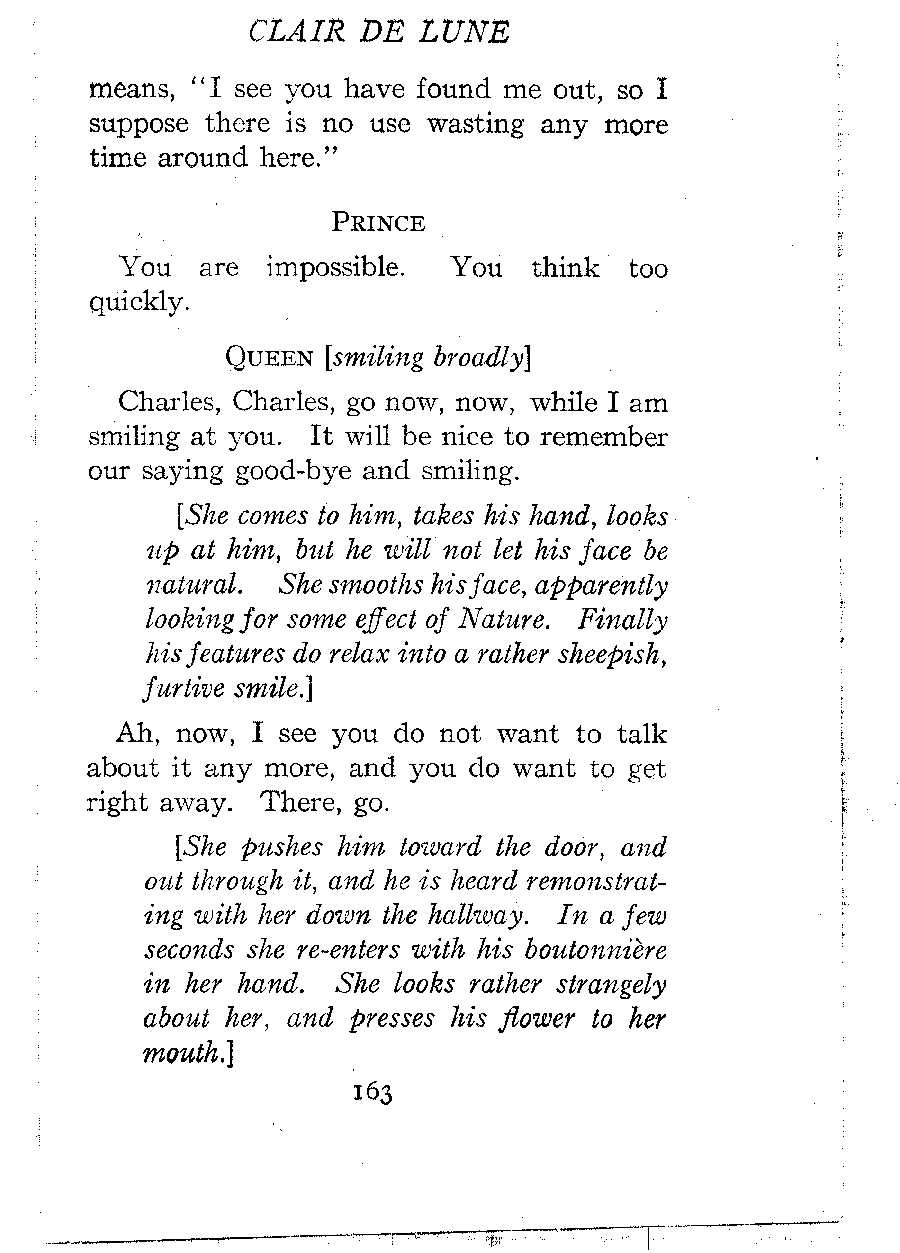 CLAIR DE LUNE
means, "I see you have found me out, so I
suppose there is no use wasting any more
time around here."
PRINCE
You are impossible. You think too
quickly.
QUEEN [smiling broadly]
Charles, Charles, go now, now, while I am
smiling at you. It will be nice to remember
our saying good-bye and smiling.
[She comes to him, takes his hand, looks
up at him, but he will not let his face be
natural. She smooths his face, apparently
looking for some effect of Nature. Finally
his features do relax into a rather sheepish,
furtive smile.]
Ah, now, I see you do not want to talk
about it any more, and you do want to get
right away. There, go.
[She pushes him toward the door, and
out through it, and he is heard remonstrat-
ing with her down the hallway. In a few
seconds she re-enters with his boutonnière
in her hand. She looks rather strangely
about her, and presses his flower to her
mouth.]
163